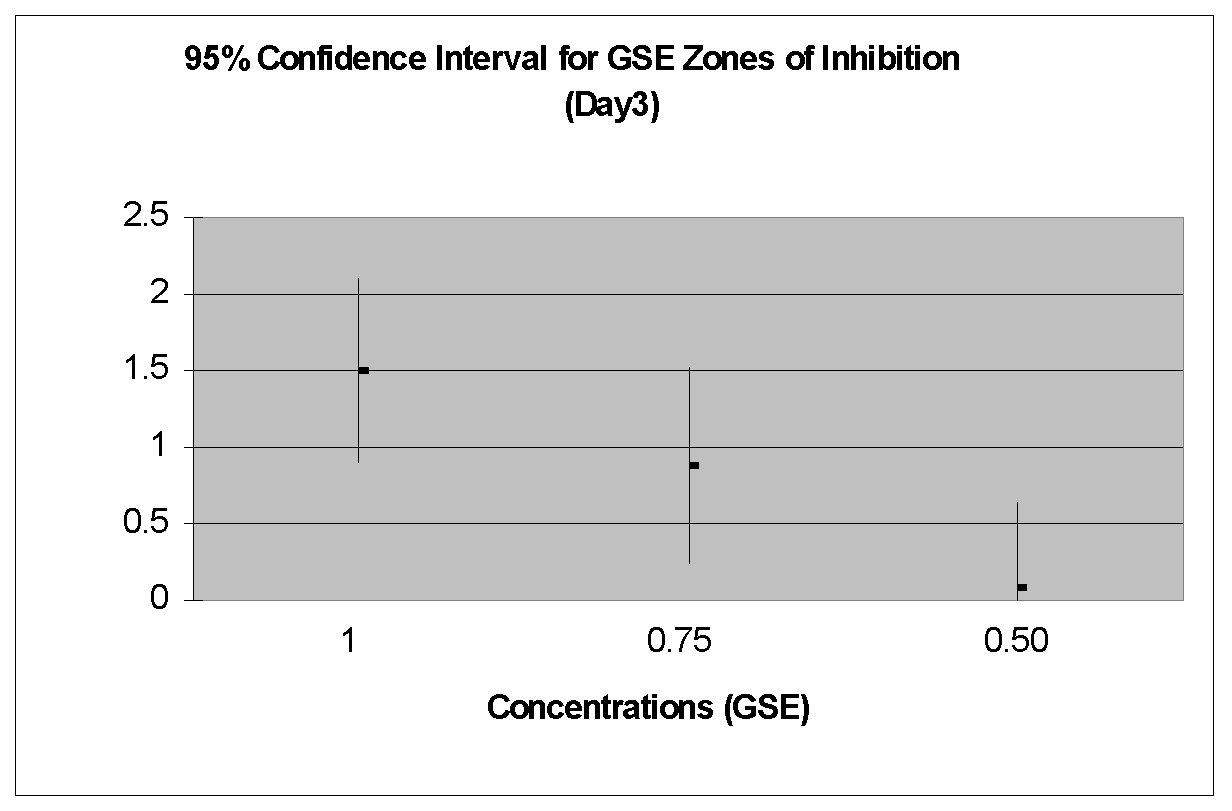 95% Confidence Interval for GSE Zones of Inhibition
(Day3)
2.5
2
1.5
1
0.5
0
1 0.75 0.50
Concentrations (GSE)